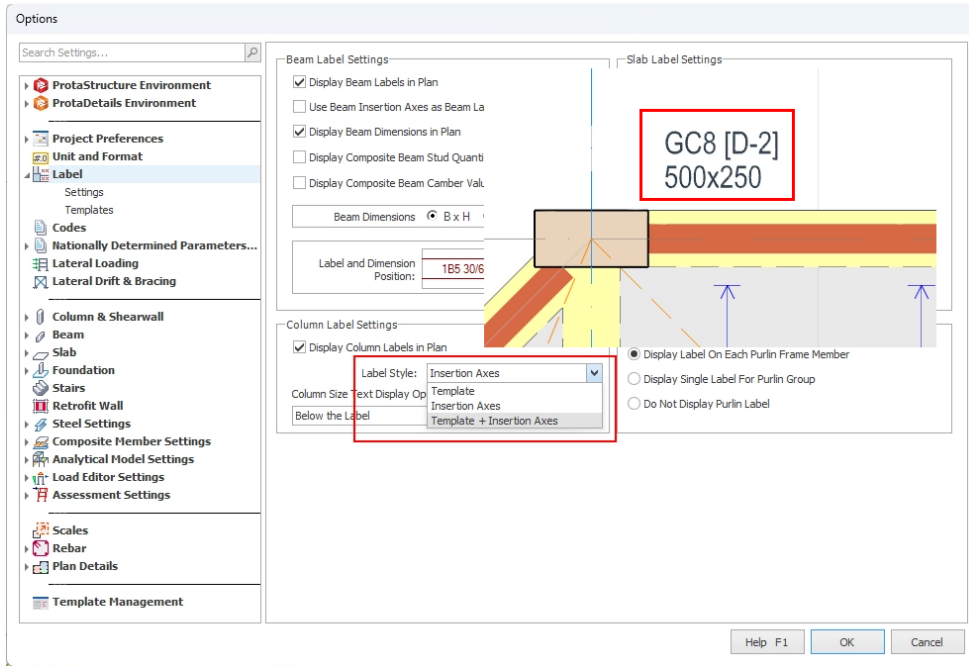 Options
Search Settings...
ProtaStructure Environment
ProtaDetails Environment
Project Preferences
Unit and Format
Label
Settings
Templates
Codes
Nationally Determined Parameters...
Lateral Loading
Lateral Drift & Bracing
Column & Shearwall
Beam
Slab
Foundation
Stairs
Retrofit Wall
Steel Settings
Composite Member Settings
Analytical Model Settings
Load Editor Settings
Assessment Settings
Scales
Rebar
Plan Details
Template Management
Beam Label Settings
Display Beam Labels in Plan
Use Beam Insertion Axes as Beam La
Display Beam Dimensions in Plan
Display Composite Beam Stud Quanti
Display Composite Beam Camber Valu
Beam Dimensions B x H
Label and Dimension
Position:
1B5 30/6
Slab Label Settings
GC8 [D-2]
500x250
Column Label Settings
Display Column Labels in Plan
Label Style: Insertion Axes
Template
Insertion Axes
Template + Insertion Axes
Column Size Text Display Op
Below the Label
Display Label On Each Purlin Frame Member
Display Single Label For Purlin Group
Do Not Display Purlin Label
Help F1
OK
Cancel